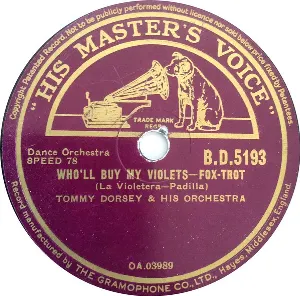 Copyright. Patented. Record. Not to be publicly performed without licence nor sold below price fixed by Patentees.
"HIS MASTER'S VOICE"
TRADE MARK
REGD
Dance Orchestra
SPEED 78
B.D.5193
WHO'LL BUY MY VIOLETS—FOX-TROT
(La Violetera—Padilla)
TOMMY DORSEY & HIS ORCHESTRA
OA.03989
Record manufactured by THE GRAMOPHONE CO., LTD., Hayes, Middlesex, England.